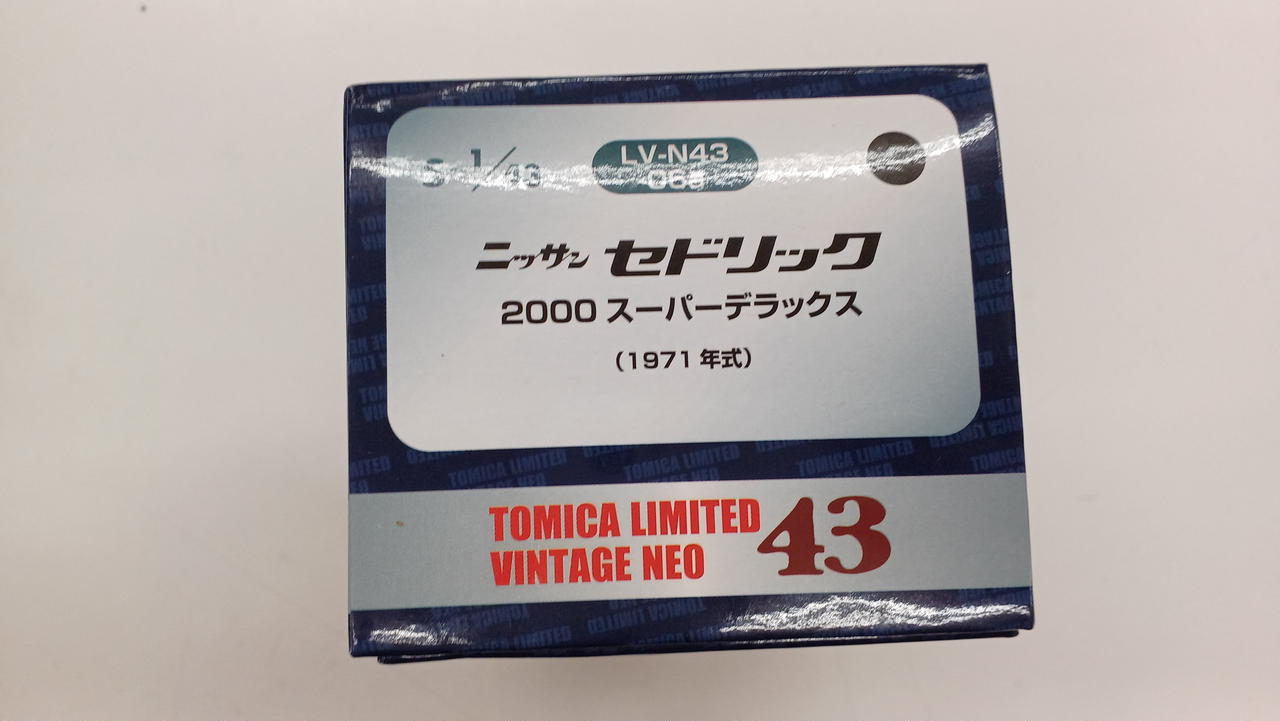 S 1/43
LV-N43
06a
ニッサン セドリック
2000 スーパーデラックス
（1971 年式）
TOMICA LIMITED
VINTAGE NEO 43